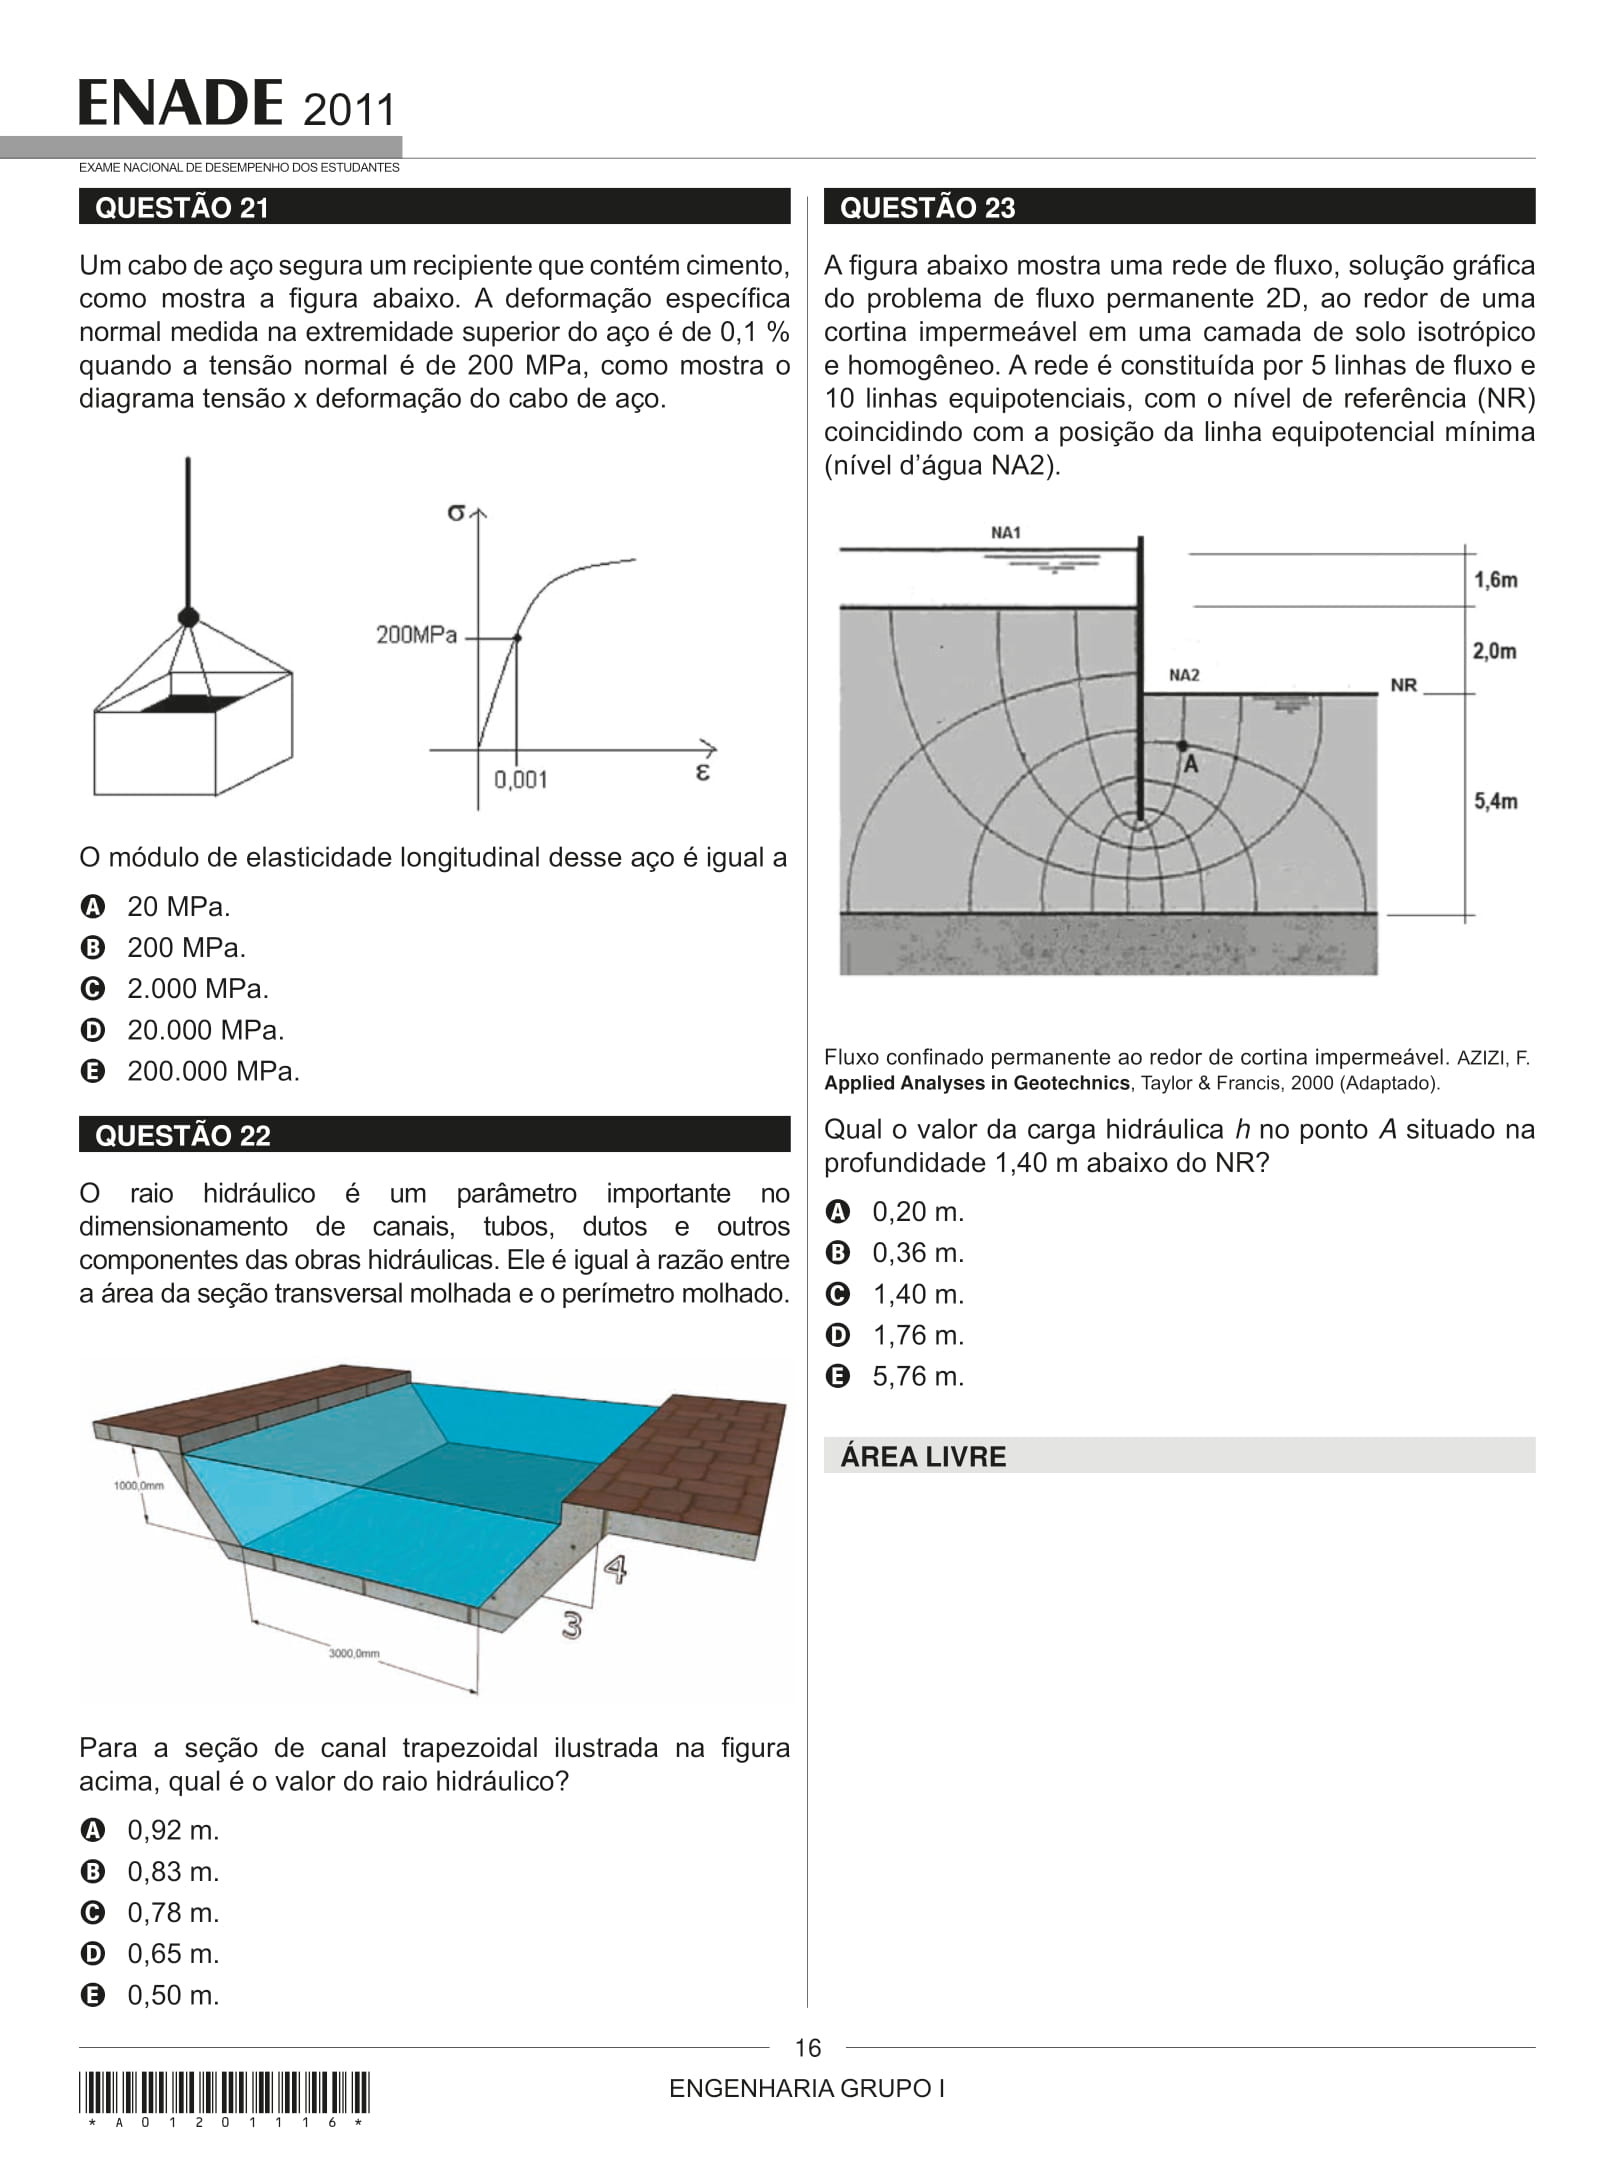 ENADE 2011
EXAME NACIONAL DE DESEMPENHO DOS ESTUDANTES
QUESTÃO 21
Um cabo de aço segura um recipiente que contém cimento,
como mostra a figura abaixo. A deformação específica
normal medida na extremidade superior do aço é de 0,1 %
quando a tensão normal é de 200 MPa, como mostra o
diagrama tensão x deformação do cabo de aço.
σ
200MPa
0,001
ε
O módulo de elasticidade longitudinal desse aço é igual a
A 20 MPa.
B 200 MPa.
C 2.000 MPa.
D 20.000 MPa.
E 200.000 MPa.
QUESTÃO 22
O raio hidráulico é um parâmetro importante no
dimensionamento de canais, tubos, dutos e outros
componentes das obras hidráulicas. Ele é igual à razão entre
a área da seção transversal molhada e o perímetro molhado.
1000,0mm
4
3
3000,0mm
Para a seção de canal trapezoidal ilustrada na figura
acima, qual é o valor do raio hidráulico?
A 0,92 m.
B 0,83 m.
C 0,78 m.
D 0,65 m.
E 0,50 m.
QUESTÃO 23
A figura abaixo mostra uma rede de fluxo, solução gráfica
do problema de fluxo permanente 2D, ao redor de uma
cortina impermeável em uma camada de solo isotrópico
e homogêneo. A rede é constituída por 5 linhas de fluxo e
10 linhas equipotenciais, com o nível de referência (NR)
coincidindo com a posição da linha equipotencial mínima
(nível d’água NA2).
NA1
1,6m
2,0m
NA2
NR
A
5,4m
Fluxo confinado permanente ao redor de cortina impermeável. AZIZI, F.
Applied Analyses in Geotechnics, Taylor & Francis, 2000 (Adaptado).
Qual o valor da carga hidráulica h no ponto A situado na
profundidade 1,40 m abaixo do NR?
A 0,20 m.
B 0,36 m.
C 1,40 m.
D 1,76 m.
E 5,76 m.
ÁREA LIVRE
16
ENGENHARIA GRUPO I
*A01201116*